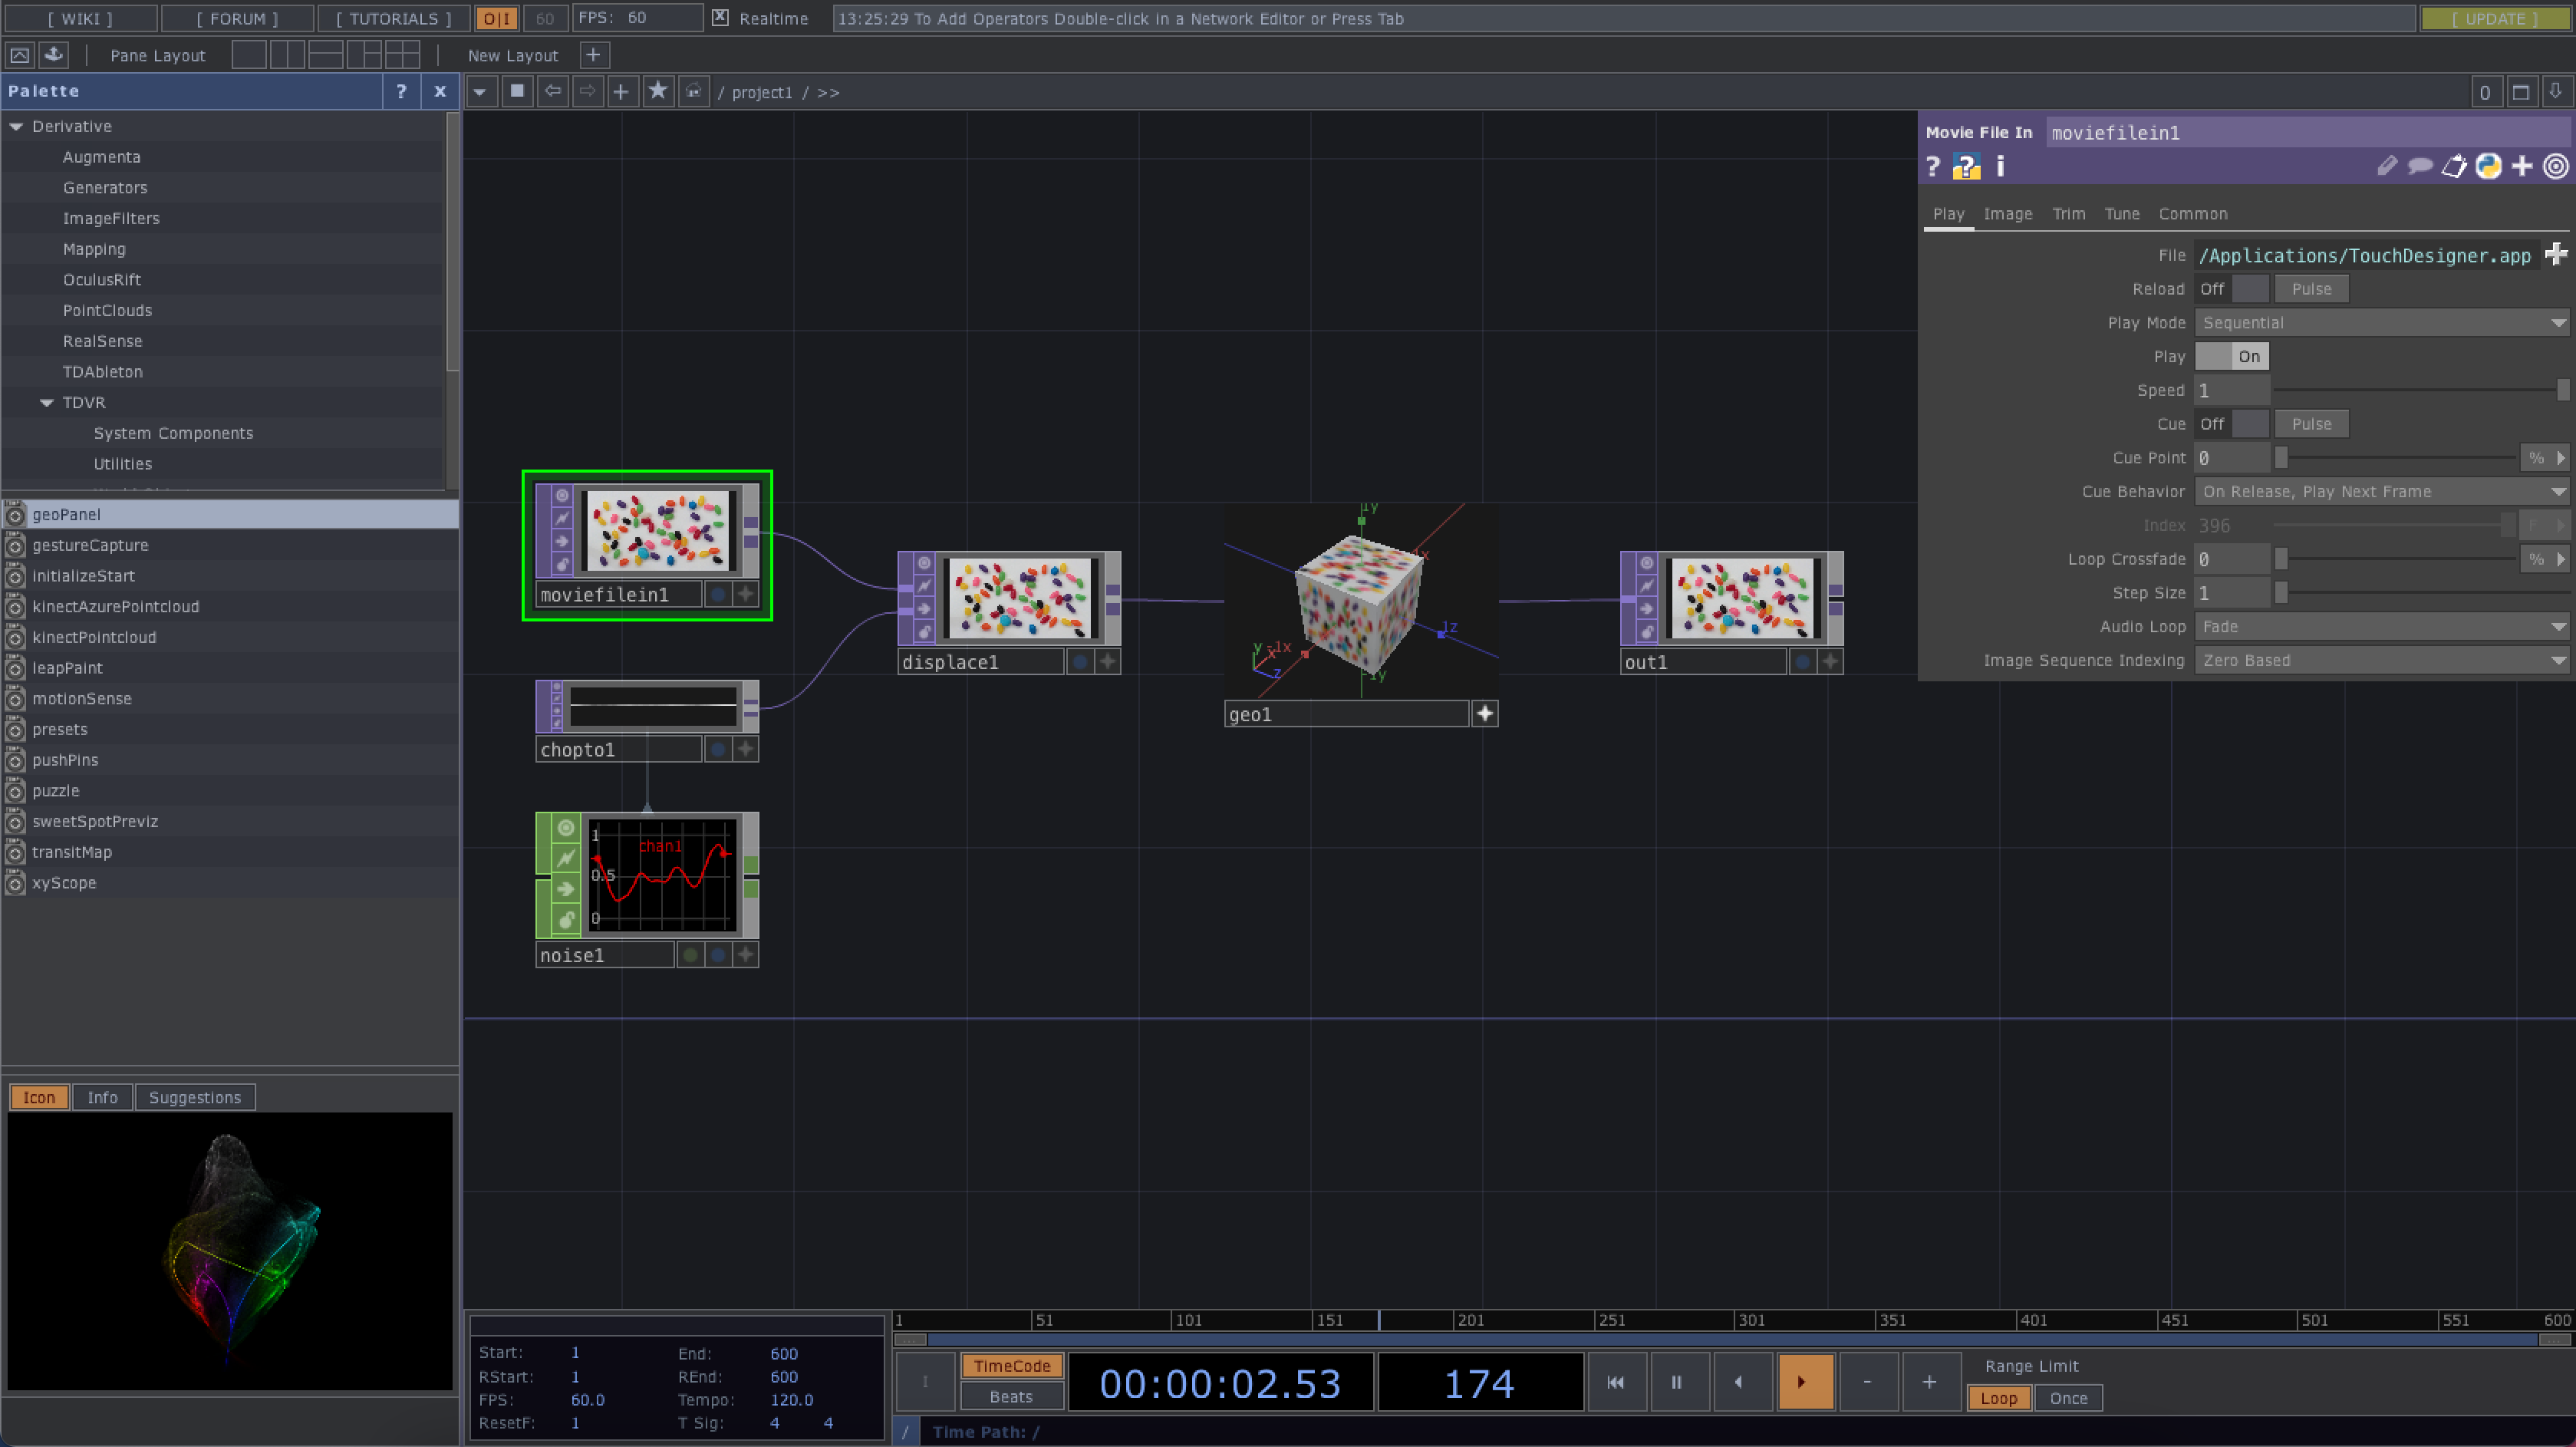 [ WIKI ] [ FORUM ] [ TUTORIALS ] O|I 60 FPS: 60 Realtime 13:25:29 To Add Operators Double-click in a Network Editor or Press Tab [ UPDATE ]
Pane Layout New Layout +
Palette ? x / project1 / >> 0
Derivative
Augmenta
Generators
ImageFilters
Mapping
OculusRift
PointClouds
RealSense
TDAbleton
TDVR
System Components
Utilities
geoPanel
gestureCapture
initializeStart
kinectAzurePointcloud
kinectPointcloud
leapPaint
motionSense
presets
pushPins
puzzle
sweetSpotPreviz
transitMap
xyScope
Icon Info Suggestions
moviefilein1
chopto1
1
chan1
0.5
0
noise1
displace1
1y
1x
1z
-1x
y
x
z
-1y
geo1
out1
Movie File In moviefilein1
? ? i
Play Image Trim Tune Common
File /Applications/TouchDesigner.app
Reload Off Pulse
Play Mode Sequential
Play On
Speed 1
Cue Off Pulse
Cue Point 0 %
Cue Behavior On Release, Play Next Frame
Index 396 F
Loop Crossfade 0 %
Step Size 1
Audio Loop Fade
Image Sequence Indexing Zero Based
1 51 101 151 201 251 301 351 401 451 501 551 600
Start: 1 End: 600
RStart: 1 REnd: 600
FPS: 60.0 Tempo: 120.0
ResetF: 1 T Sig: 4 4
I TimeCode Beats 00:00:02.53 174 - + Range Limit
Loop Once
/ Time Path: /